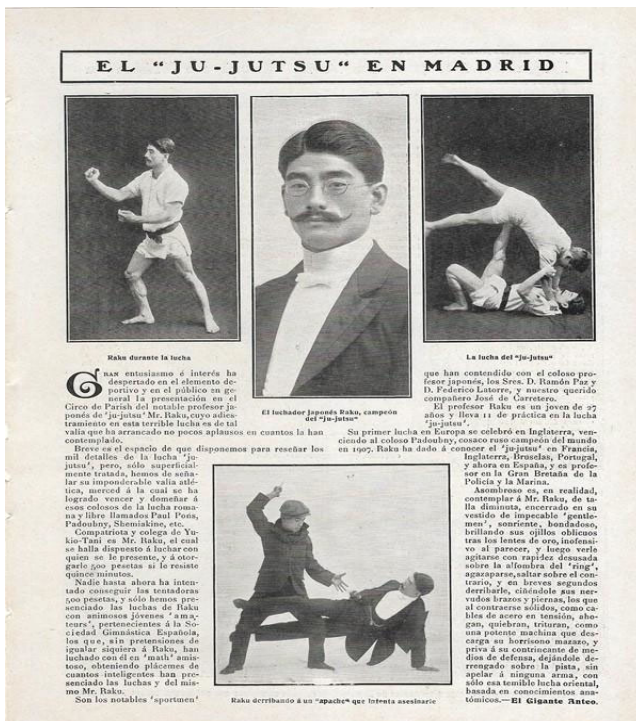 EL "JU-JUTSU" EN MADRID
Raku durante la lucha
El luchador japonés Raku, campeón
del "ju-jutsu"
La lucha del "ju-jutsu"
GRAN entusiasmo é interés ha
despertado en el elemento de-
portivo y en el público en ge-
neral la presentación en el
Circo de Parish del notable profesor ja-
ponés de 'ju-jutsu' Mr. Raku, cuyo adies-
tramiento en esta terrible lucha es de tal
valía que ha arrancado no pocos aplausos en cuantos la han
contemplado.
Breve es el espacio de que disponemos para reseñar los
mil detalles de la lucha 'ju-
jutsu', pero, sólo superficial-
mente tratada, hemos de seña-
lar su imponderable valía atlé-
tica, merced á la cual se ha
logrado vencer y domeñar á
esos colosos de la lucha roma-
na y libre llamados Paul Pons,
Padoubny, Shemiakine, etc.
Compatriota y colega de Yu-
kio-Tani es Mr. Raku, el cual
se halla dispuesto á luchar con
quien se le presente, y á otor-
garle 500 pesetas si le resiste
quince minutos.
Nadie hasta ahora ha inten-
tado conseguir las tentadoras
500 pesetas, y sólo hemos pre-
senciado las luchas de Raku
con animosos jóvenes 'ama-
teurs', pertenecientes á la So-
ciedad Gimnástica Española,
los que, sin pretensiones de
igualar siquiera á Raku, han
luchado con él en 'math' amis-
toso, obteniendo plácemes de
cuantos inteligentes han pre-
senciado las luchas y del mis-
mo Mr. Raku.
Son los notables 'sportmen'
que han contendido con el coloso pro-
fesor japonés, los Sres. D. Ramón Paz y
D. Federico Latorre, y nuestro querido
compañero José de Carretero.
El profesor Raku es un joven de 27
años y lleva 11 de práctica en la lucha
'ju-jutsu'.
Su primer lucha en Europa se celebró en Inglaterra, ven-
ciendo al coloso Padoubny, cosaco ruso campeón del mundo
en 1907. Raku ha dado á conocer el 'ju-jutsu' en Francia,
Inglaterra, Bruselas, Portugal,
y ahora en España, y es profe-
sor en la Gran Bretaña de la
Policía y la Marina.
Asombroso es, en realidad,
contemplar á Mr. Raku, de ta-
lla diminuta, encerrado en su
vestido de impecable 'gentle-
men', sonriente, bondadoso,
brillando sus ojillos oblicuos
tras los lentes de oro, inofensi-
vo al parecer, y luego verle
agitarse con rapidez desusada
sobre la alfombra del 'ring',
agazaparse, saltar sobre el con-
trario, y en breves segundos
derribarle, ciñéndole sus ner-
vudos brazos y piernas, los que
al contraerse sólidos, como ca-
bles de acero en tensión, aho-
gan, quiebran, trituran, como
una potente machina que des-
carga su horrísono mazazo, y
priva á su contrincante de me-
dios de defensa, dejándole de-
rrengado sobre la pista, sin
apelar á ninguna arma, con
sólo esa temible lucha oriental,
basada en conocimientos ana-
tómicos.—El Gigante Anteo.
Raku derribando á un "apache" que intenta asesinarle